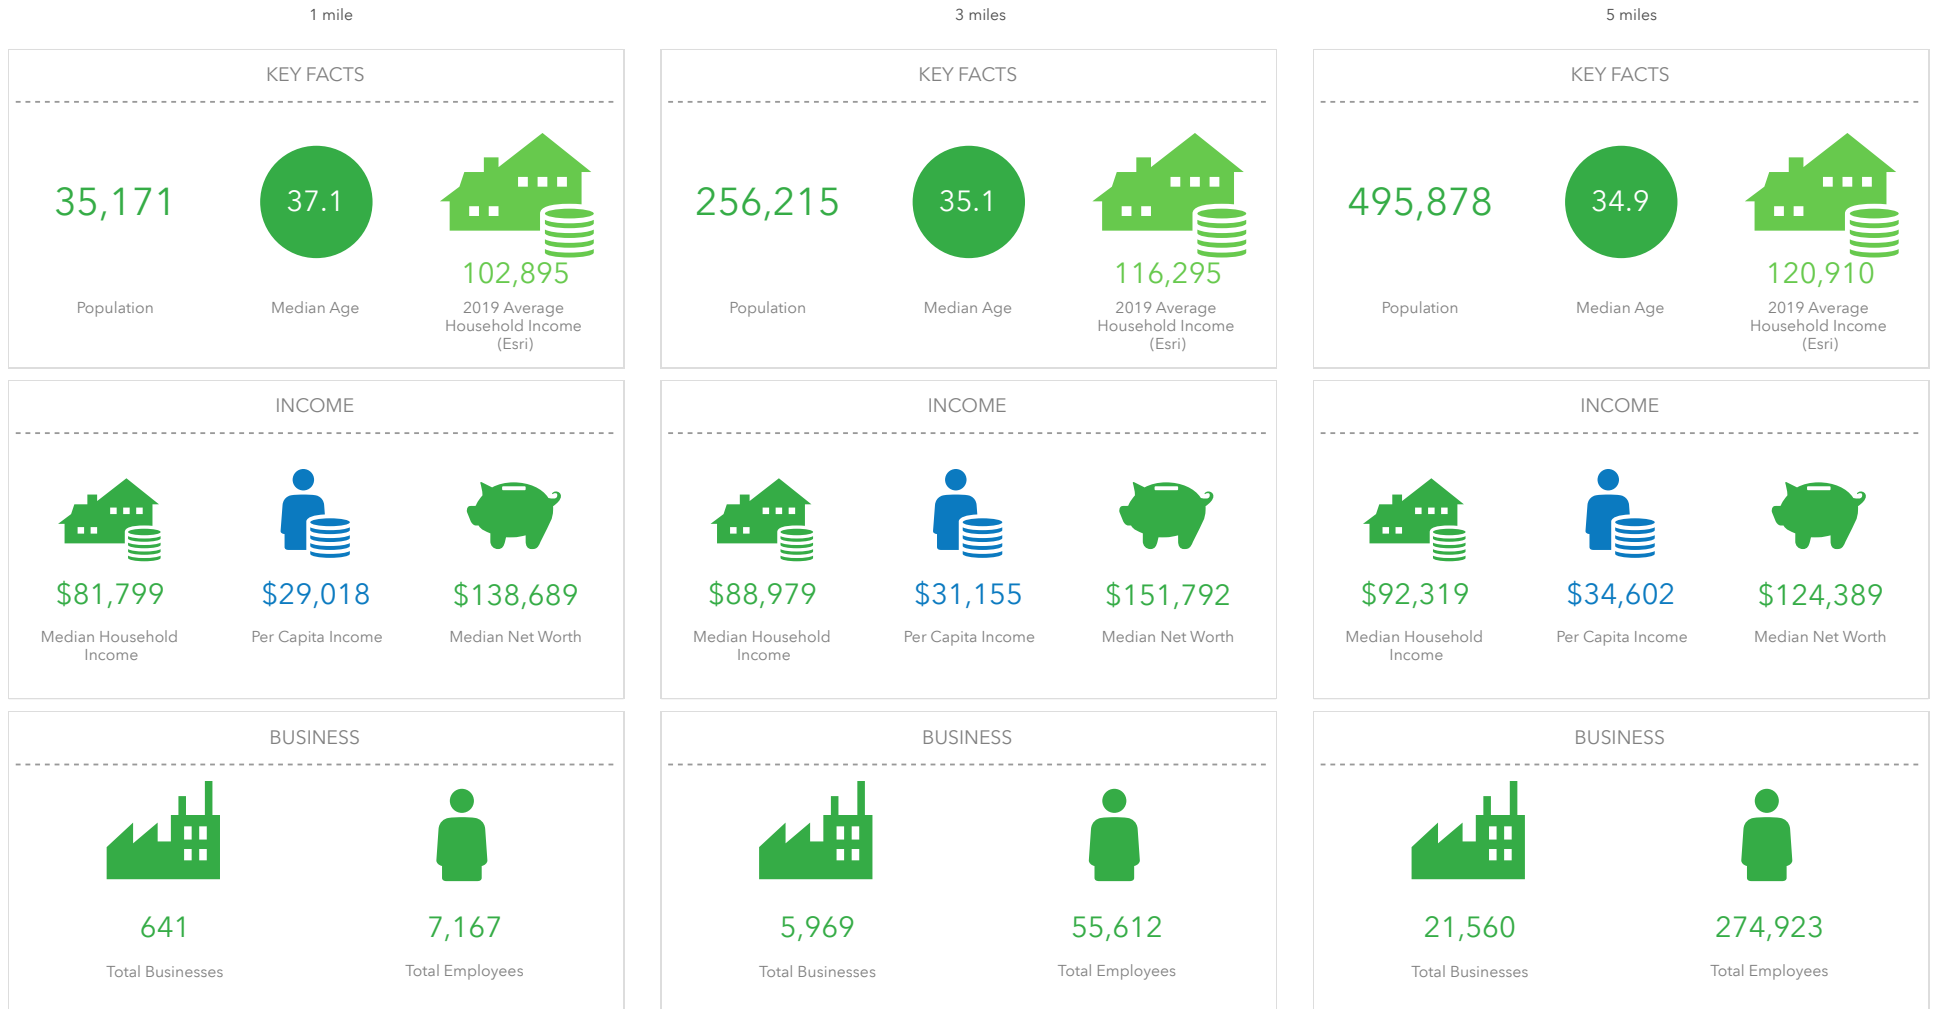 1 mile
KEY FACTS
35,171
Population
37.1
Median Age
102,895
2019 Average
Household Income
(Esri)
INCOME
$81,799
Median Household
Income
$29,018
Per Capita Income
$138,689
Median Net Worth
BUSINESS
641
Total Businesses
7,167
Total Employees
3 miles
KEY FACTS
256,215
Population
35.1
Median Age
116,295
2019 Average
Household Income
(Esri)
INCOME
$88,979
Median Household
Income
$31,155
Per Capita Income
$151,792
Median Net Worth
BUSINESS
5,969
Total Businesses
55,612
Total Employees
5 miles
KEY FACTS
495,878
Population
34.9
Median Age
120,910
2019 Average
Household Income
(Esri)
INCOME
$92,319
Median Household
Income
$34,602
Per Capita Income
$124,389
Median Net Worth
BUSINESS
21,560
Total Businesses
274,923
Total Employees